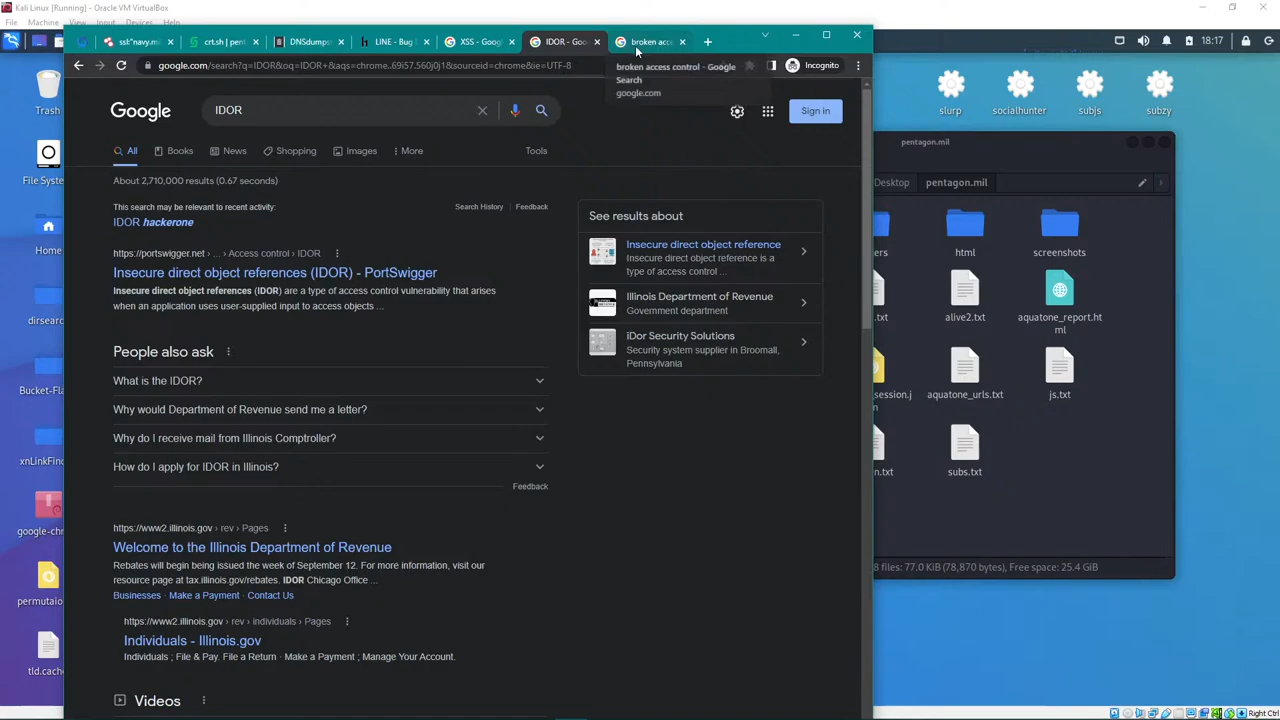 Kali Linux [Running] - Oracle VM VirtualBox
File Machine View Input Devices Help
ssl:"navy.mi
crt.sh | pent
DNSdumps
LINE - Bug
XSS - Goog
IDOR - Goo
broken acce
18:17
google.com/search?q=IDOR&oq=IDOR+&aqs=chrome
69i57.560j0j1&sourceid=chrome&ie=UTF-8
Incognito
broken access control - Google
Search
google.com
Google
IDOR
Sign in
All
Books
News
Shopping
Images
More
Tools
About 2,710,000 results (0.67 seconds)
This search may be relevant to recent activity:
Search History
Feedback
IDOR hackerone
https://portswigger.net › ... › Access control › IDOR
Insecure direct object references (IDOR) - PortSwigger
Insecure direct object references (IDOR) are a type of access control vulnerability that arises
when an application uses user-supplied input to access objects ...
People also ask
What is the IDOR?
Why would Department of Revenue send me a letter?
Why do I receive mail from Illinois Comptroller?
How do I apply for IDOR in Illinois?
Feedback
https://www2.illinois.gov › rev › Pages
Welcome to the Illinois Department of Revenue
Rebates will begin being issued the week of September 12. For more information, visit our
resource page at tax.illinois.gov/rebates. IDOR Chicago Office ...
Businesses · Make a Payment · Contact Us
https://www2.illinois.gov › rev › individuals › Pages
Individuals - Illinois.gov
Individuals ; File & Pay. File a Return · Make a Payment ; Manage Your Account.
Videos
See results about
Insecure direct object reference
Insecure direct object reference is a
type of access control ...
Illinois Department of Revenue
Government department
iDor Security Solutions
Security system supplier in Broomall,
Pennsylvania
Trash
File System
Home
dirsearc
Bucket-Fla
xnLinkFind
google-chr
permutaio
tld.cac
slurp
socialhunter
subjs
subzy
pentagon.mil
Desktop
pentagon.mil
ers
html
screenshots
.txt
alive2.txt
aquatone_report.ht
ml
_session.j
n
aquatone_urls.txt
js.txt
n.txt
subs.txt
8 files: 77.0 KiB (78,870 bytes), Free space: 25.4 GiB
Right Ctrl